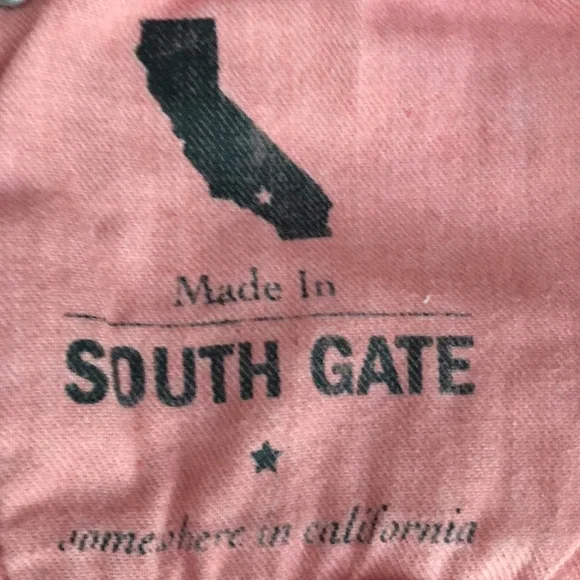 Made In
SOUTH GATE
somewhere in california